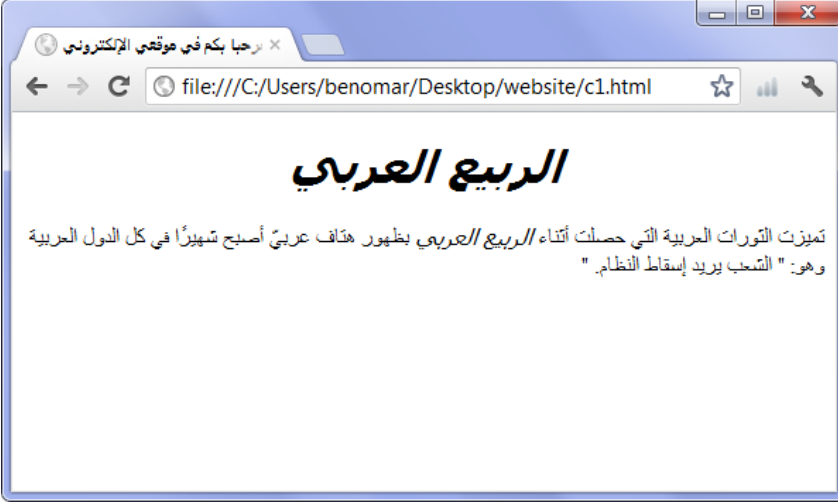 مرحبا بكم في موقعي الإلكتروني
file:///C:/Users/benomar/Desktop/website/c1.html
الربيع العربي
تميزت الثورات العربية التي حصلت أثناء الربيع العربي بظهور هتاف عربيّ أصبح شهيرًا في كل الدول العربية
وهو: " الشعب يريد إسقاط النظام. "